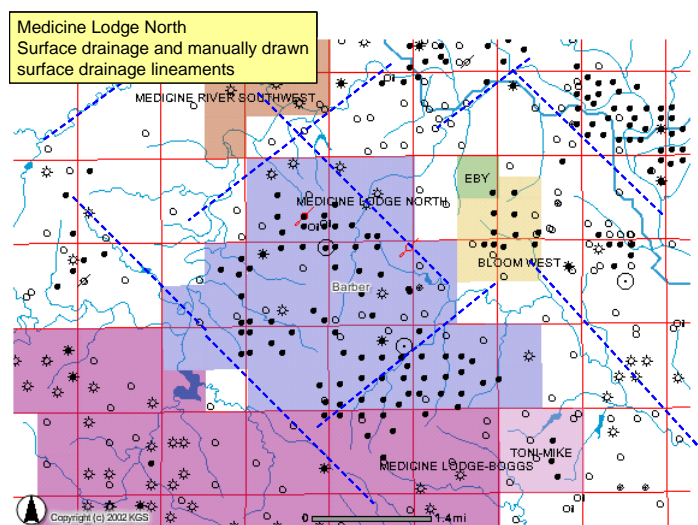 Medicine Lodge North
Surface drainage and manually drawn
surface drainage lineaments
Oil
MEDICINE RIVER SOUTHWEST
EBY
MEDICINE LODGE NORTH
BLOOM WEST
Barber
TONI-MIKE
MEDICINE LODGE-BOGGS
Copyright (c) 2002 KGS
0
1.4mi